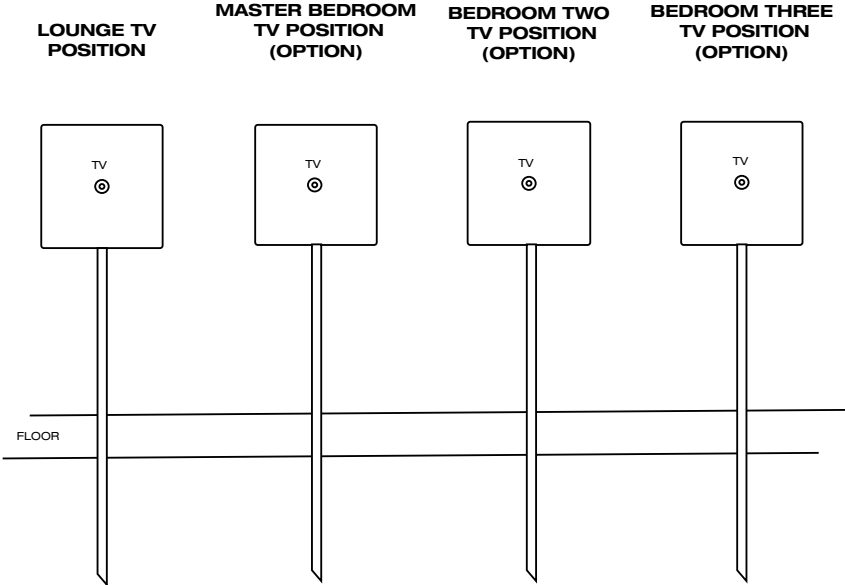 LOUNGE TV
POSITION
MASTER BEDROOM
TV POSITION
(OPTION)
BEDROOM TWO
TV POSITION
(OPTION)
BEDROOM THREE
TV POSITION
(OPTION)
TV
TV
TV
TV
FLOOR